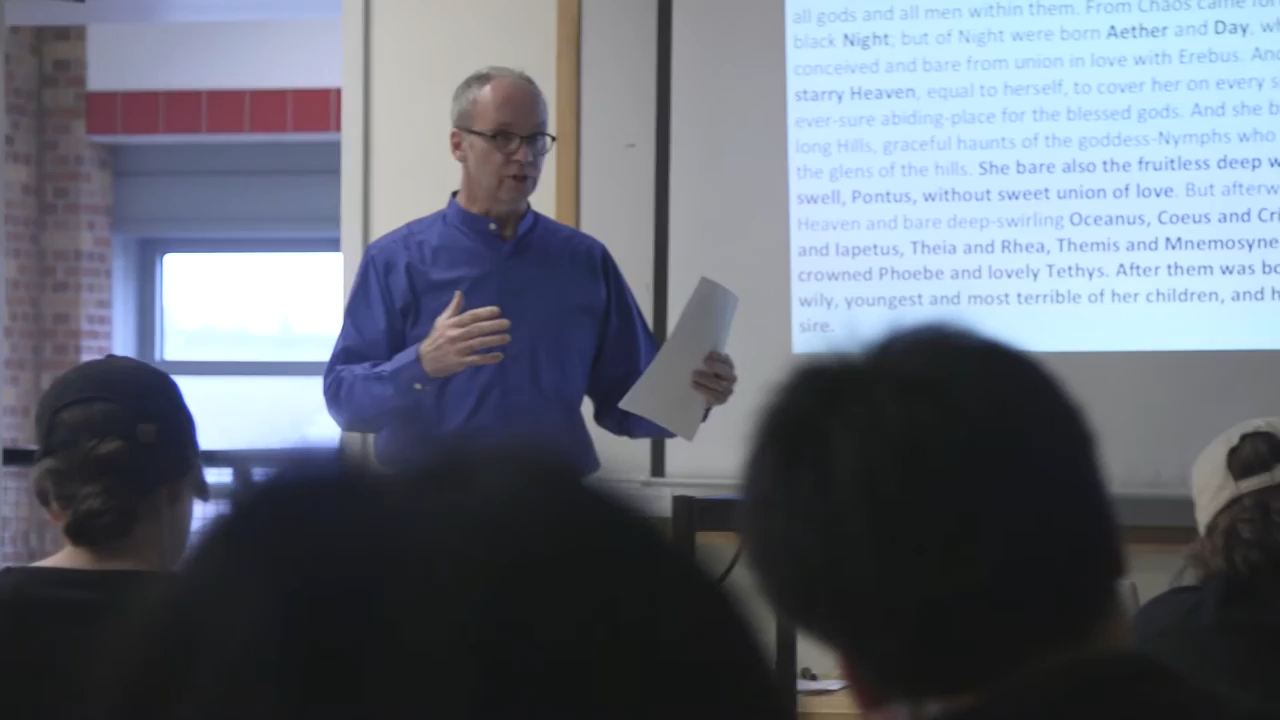 all gods and all men within them. From Chaos came
black Night; but of Night were born Aether and Day,
conceived and bare from union in love with Erebus.
starry Heaven, equal to herself, to cover her on every
ever-sure abiding-place for the blessed gods. And she
long Hills, graceful haunts of the goddess-Nymphs who
the glens of the hills. She bare also the fruitless deep
swell, Pontus, without sweet union of love. But
Heaven and bare deep-swirling Oceanus, Coeus and
and Iapetus, Theia and Rhea, Themis and Mnemosyne
crowned Phoebe and lovely Tethys. After them was
wily, youngest and most terrible of her children, and
sire.